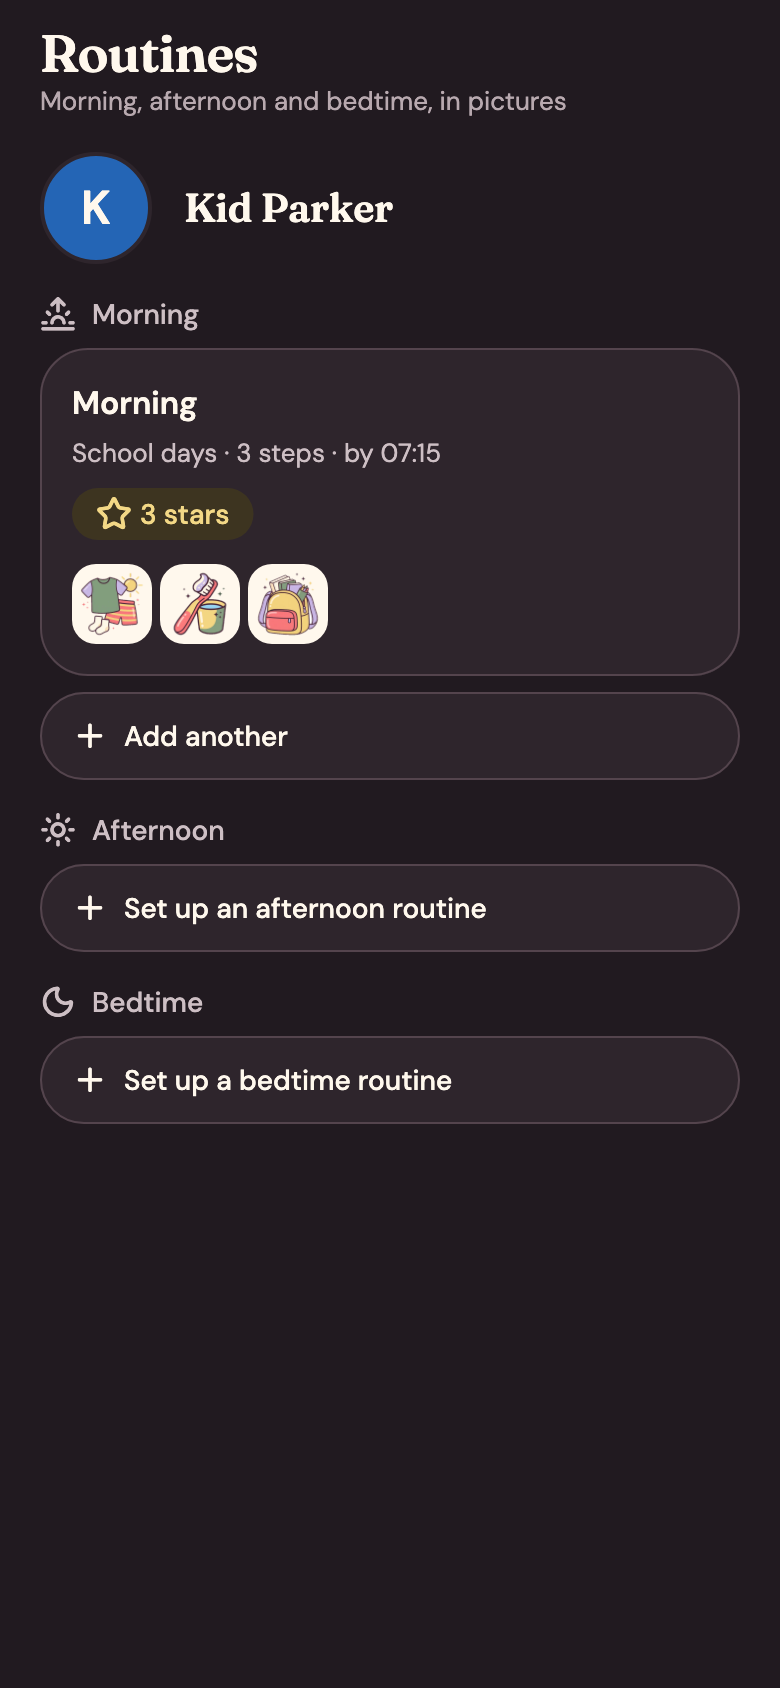 Routines
Morning, afternoon and bedtime, in pictures
K
Kid Parker
Morning
Morning
School days · 3 steps · by 07:15
3 stars
Add another
Afternoon
Set up an afternoon routine
Bedtime
Set up a bedtime routine